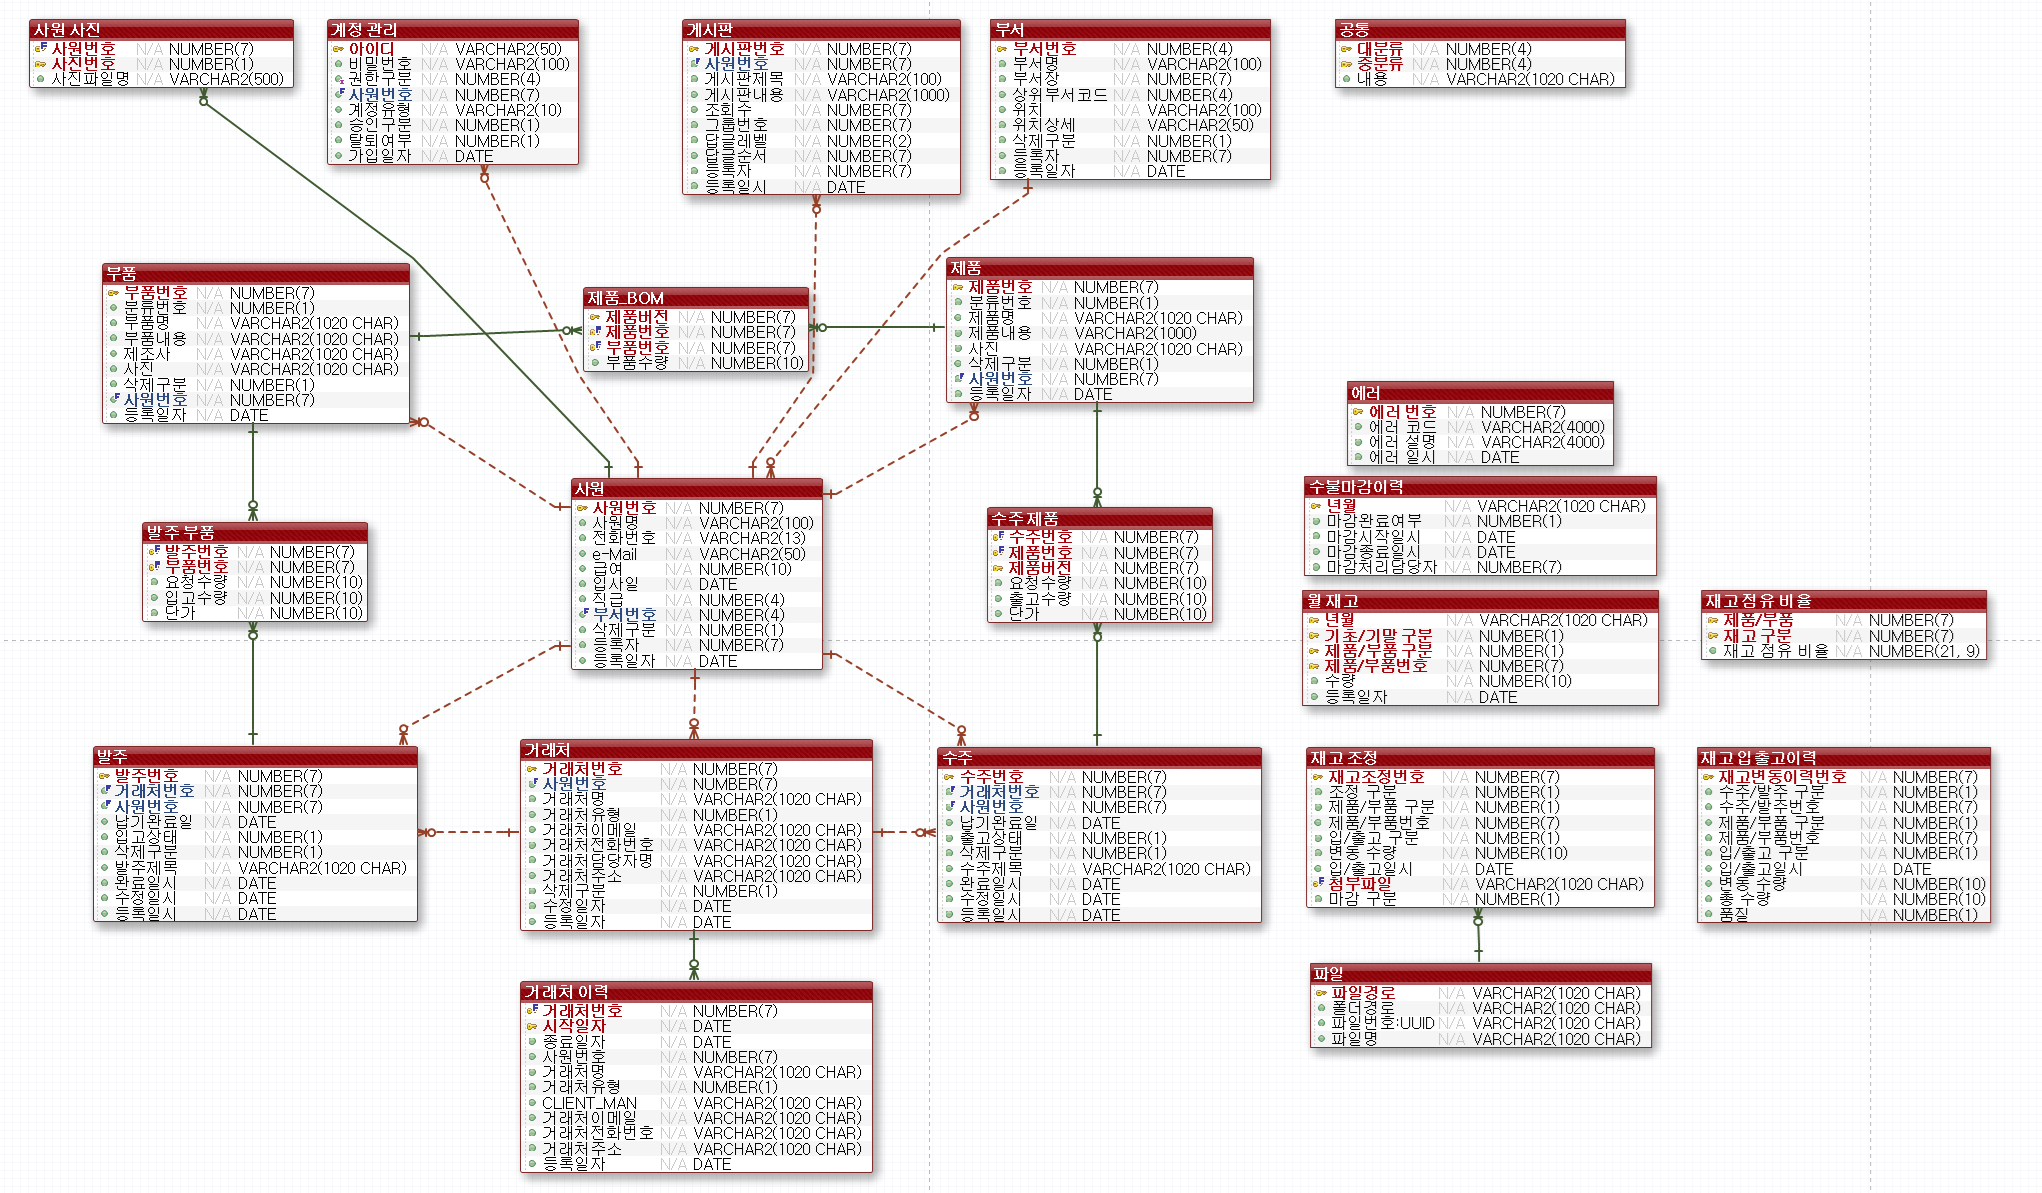 사원 사진
사원번호 N/A NUMBER(7)
사진번호 N/A NUMBER(1)
사진파일명 N/A VARCHAR2(500)
계정 관리
아이디 N/A VARCHAR2(50)
비밀번호 N/A VARCHAR2(100)
권한구분 N/A NUMBER(4)
사원번호 N/A NUMBER(7)
계정유형 N/A VARCHAR2(10)
승인구분 N/A NUMBER(1)
탈퇴여부 N/A NUMBER(1)
가입일자 N/A DATE
게시판
게시판번호 N/A NUMBER(7)
사원번호 N/A NUMBER(7)
게시판제목 N/A VARCHAR2(100)
게시판내용 N/A VARCHAR2(1000)
조회수 N/A NUMBER(7)
그룹번호 N/A NUMBER(7)
답글레벨 N/A NUMBER(2)
답글순서 N/A NUMBER(7)
등록자 N/A NUMBER(7)
등록일시 N/A DATE
부서
부서번호 N/A NUMBER(4)
부서명 N/A VARCHAR2(100)
부서장 N/A NUMBER(7)
상위부서코드 N/A NUMBER(4)
위치 N/A VARCHAR2(100)
위치상세 N/A VARCHAR2(50)
삭제구분 N/A NUMBER(1)
등록자 N/A NUMBER(7)
등록일자 N/A DATE
공통
대분류 N/A NUMBER(4)
중분류 N/A NUMBER(4)
내용 N/A VARCHAR2(1020 CHAR)
부품
부품번호 N/A NUMBER(7)
분류번호 N/A NUMBER(1)
부품명 N/A VARCHAR2(1020 CHAR)
부품내용 N/A VARCHAR2(1020 CHAR)
제조사 N/A VARCHAR2(1020 CHAR)
사진 N/A VARCHAR2(1020 CHAR)
삭제구분 N/A NUMBER(1)
사원번호 N/A NUMBER(7)
등록일자 N/A DATE
제품_BOM
제품버전 N/A NUMBER(7)
제품번호 N/A NUMBER(7)
부품번호 N/A NUMBER(7)
부품수량 N/A NUMBER(10)
제품
제품번호 N/A NUMBER(7)
분류번호 N/A NUMBER(1)
제품명 N/A VARCHAR2(1020 CHAR)
제품내용 N/A VARCHAR2(1000)
사진 N/A VARCHAR2(1020 CHAR)
삭제구분 N/A NUMBER(1)
사원번호 N/A NUMBER(7)
등록일자 N/A DATE
에러
에러 번호 N/A NUMBER(7)
에러 코드 N/A VARCHAR2(4000)
에러 설명 N/A VARCHAR2(4000)
에러 일시 N/A DATE
사원
사원번호 N/A NUMBER(7)
사원명 N/A VARCHAR2(100)
전화번호 N/A VARCHAR2(13)
e-Mail N/A VARCHAR2(50)
급여 N/A NUMBER(10)
입사일 N/A DATE
직급 N/A NUMBER(4)
부서번호 N/A NUMBER(4)
삭제구분 N/A NUMBER(1)
등록자 N/A NUMBER(7)
등록일자 N/A DATE
발주 부품
발주번호 N/A NUMBER(7)
부품번호 N/A NUMBER(7)
요청수량 N/A NUMBER(10)
입고수량 N/A NUMBER(10)
단가 N/A NUMBER(10)
수주 제품
수주번호 N/A NUMBER(7)
제품번호 N/A NUMBER(7)
제품버전 N/A NUMBER(7)
요청수량 N/A NUMBER(10)
출고수량 N/A NUMBER(10)
단가 N/A NUMBER(10)
수불마감이력
년월 N/A VARCHAR2(1020 CHAR)
마감완료여부 N/A NUMBER(1)
마감시작일시 N/A DATE
마감종료일시 N/A DATE
마감처리담당자 N/A NUMBER(7)
월 재고
년월 N/A VARCHAR2(1020 CHAR)
기초/기말 구분 N/A NUMBER(1)
제품/부품 구분 N/A NUMBER(1)
제품/부품번호 N/A NUMBER(7)
수량 N/A NUMBER(10)
등록일자 N/A DATE
재고 점유 비율
제품/부품 N/A NUMBER(7)
재고 구분 N/A NUMBER(7)
재고 점유 비율 N/A NUMBER(21, 9)
발주
발주번호 N/A NUMBER(7)
거래처번호 N/A NUMBER(7)
사원번호 N/A NUMBER(7)
납기완료일 N/A DATE
입고상태 N/A NUMBER(1)
삭제구분 N/A NUMBER(1)
발주제목 N/A VARCHAR2(1020 CHAR)
완료일시 N/A DATE
수정일시 N/A DATE
등록일시 N/A DATE
거래처
거래처번호 N/A NUMBER(7)
사원번호 N/A NUMBER(7)
거래처명 N/A VARCHAR2(1020 CHAR)
거래처유형 N/A NUMBER(1)
거래처이메일 N/A VARCHAR2(1020 CHAR)
거래처전화번호 N/A VARCHAR2(1020 CHAR)
거래처담당자명 N/A VARCHAR2(1020 CHAR)
거래처주소 N/A VARCHAR2(1020 CHAR)
삭제구분 N/A NUMBER(1)
수정일자 N/A DATE
등록일자 N/A DATE
수주
수주번호 N/A NUMBER(7)
거래처번호 N/A NUMBER(7)
사원번호 N/A NUMBER(7)
납기완료일 N/A DATE
출고상태 N/A NUMBER(1)
삭제구분 N/A NUMBER(1)
수주제목 N/A VARCHAR2(1020 CHAR)
완료일시 N/A DATE
수정일시 N/A DATE
등록일시 N/A DATE
재고 조정
재고조정번호 N/A NUMBER(7)
조정 구분 N/A NUMBER(1)
제품/부품 구분 N/A NUMBER(1)
제품/부품번호 N/A NUMBER(7)
입/출고 구분 N/A NUMBER(1)
변동 수량 N/A NUMBER(10)
입/출고일시 N/A DATE
첨부파일 N/A VARCHAR2(1020 CHAR)
마감 구분 N/A NUMBER(1)
재고 입출고이력
재고변동이력번호 N/A NUMBER(7)
수주/발주 구분 N/A NUMBER(1)
수주/발주번호 N/A NUMBER(7)
제품/부품 구분 N/A NUMBER(1)
제품/부품번호 N/A NUMBER(7)
입/출고 구분 N/A NUMBER(1)
입/출고일시 N/A DATE
변동 수량 N/A NUMBER(10)
총 수량 N/A NUMBER(10)
품질 N/A NUMBER(1)
거래처 이력
거래처번호 N/A NUMBER(7)
시작일자 N/A DATE
종료일자 N/A DATE
사원번호 N/A NUMBER(7)
거래처명 N/A VARCHAR2(1020 CHAR)
거래처유형 N/A NUMBER(1)
CLIENT_MAN N/A VARCHAR2(1020 CHAR)
거래처이메일 N/A VARCHAR2(1020 CHAR)
거래처전화번호 N/A VARCHAR2(1020 CHAR)
거래처주소 N/A VARCHAR2(1020 CHAR)
등록일자 N/A DATE
파일
파일경로 N/A VARCHAR2(1020 CHAR)
폴더경로 N/A VARCHAR2(1020 CHAR)
파일번호:UUID N/A VARCHAR2(1020 CHAR)
파일명 N/A VARCHAR2(1020 CHAR)